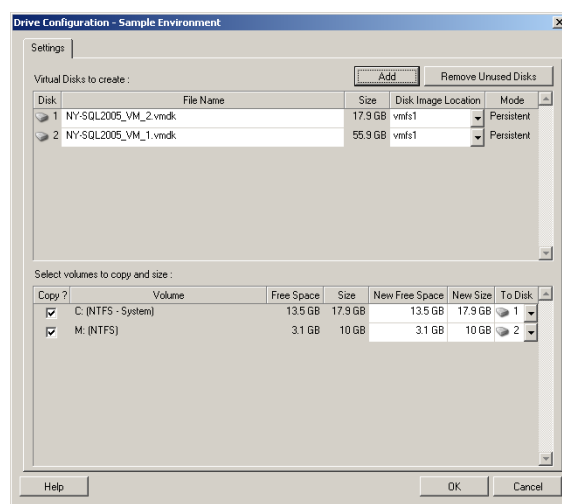 Drive Configuration - Sample Environment
Settings
Virtual Disks to create :
Add
Remove Unused Disks
Disk File Name Size Disk Image Location Mode
1 NY-SQL2005_VM_2.vmdk 17.9 GB vmfs1 Persistent
2 NY-SQL2005_VM_1.vmdk 55.9 GB vmfs1 Persistent
Select volumes to copy and size :
Copy ? Volume Free Space Size New Free Space New Size To Disk
C: (NTFS - System) 13.5 GB 17.9 GB 13.5 GB 17.9 GB 1
M: (NTFS) 3.1 GB 10 GB 3.1 GB 10 GB 2
Help
OK
Cancel